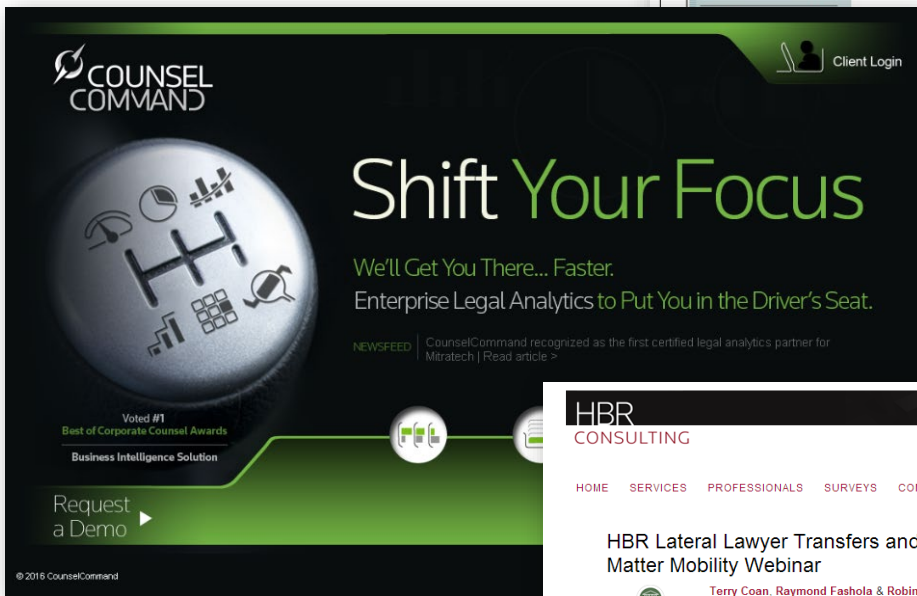 COUNSEL
COMMAND
Client Login
Shift Your Focus
We'll Get You There... Faster.
Enterprise Legal Analytics to Put You in the Driver's Seat.
NEWSFEED
CounselCommand recognized as the first certified legal analytics partner for
Mitratech | Read article >
Voted #1
Best of Corporate Counsel Awards
Business Intelligence Solution
Request
a Demo
© 2016 CounselCommand
HBR
CONSULTING
HOME SERVICES PROFESSIONALS SURVEYS
HBR Lateral Lawyer Transfers and
Matter Mobility Webinar
Terry Coan, Raymond Fashola & Robin